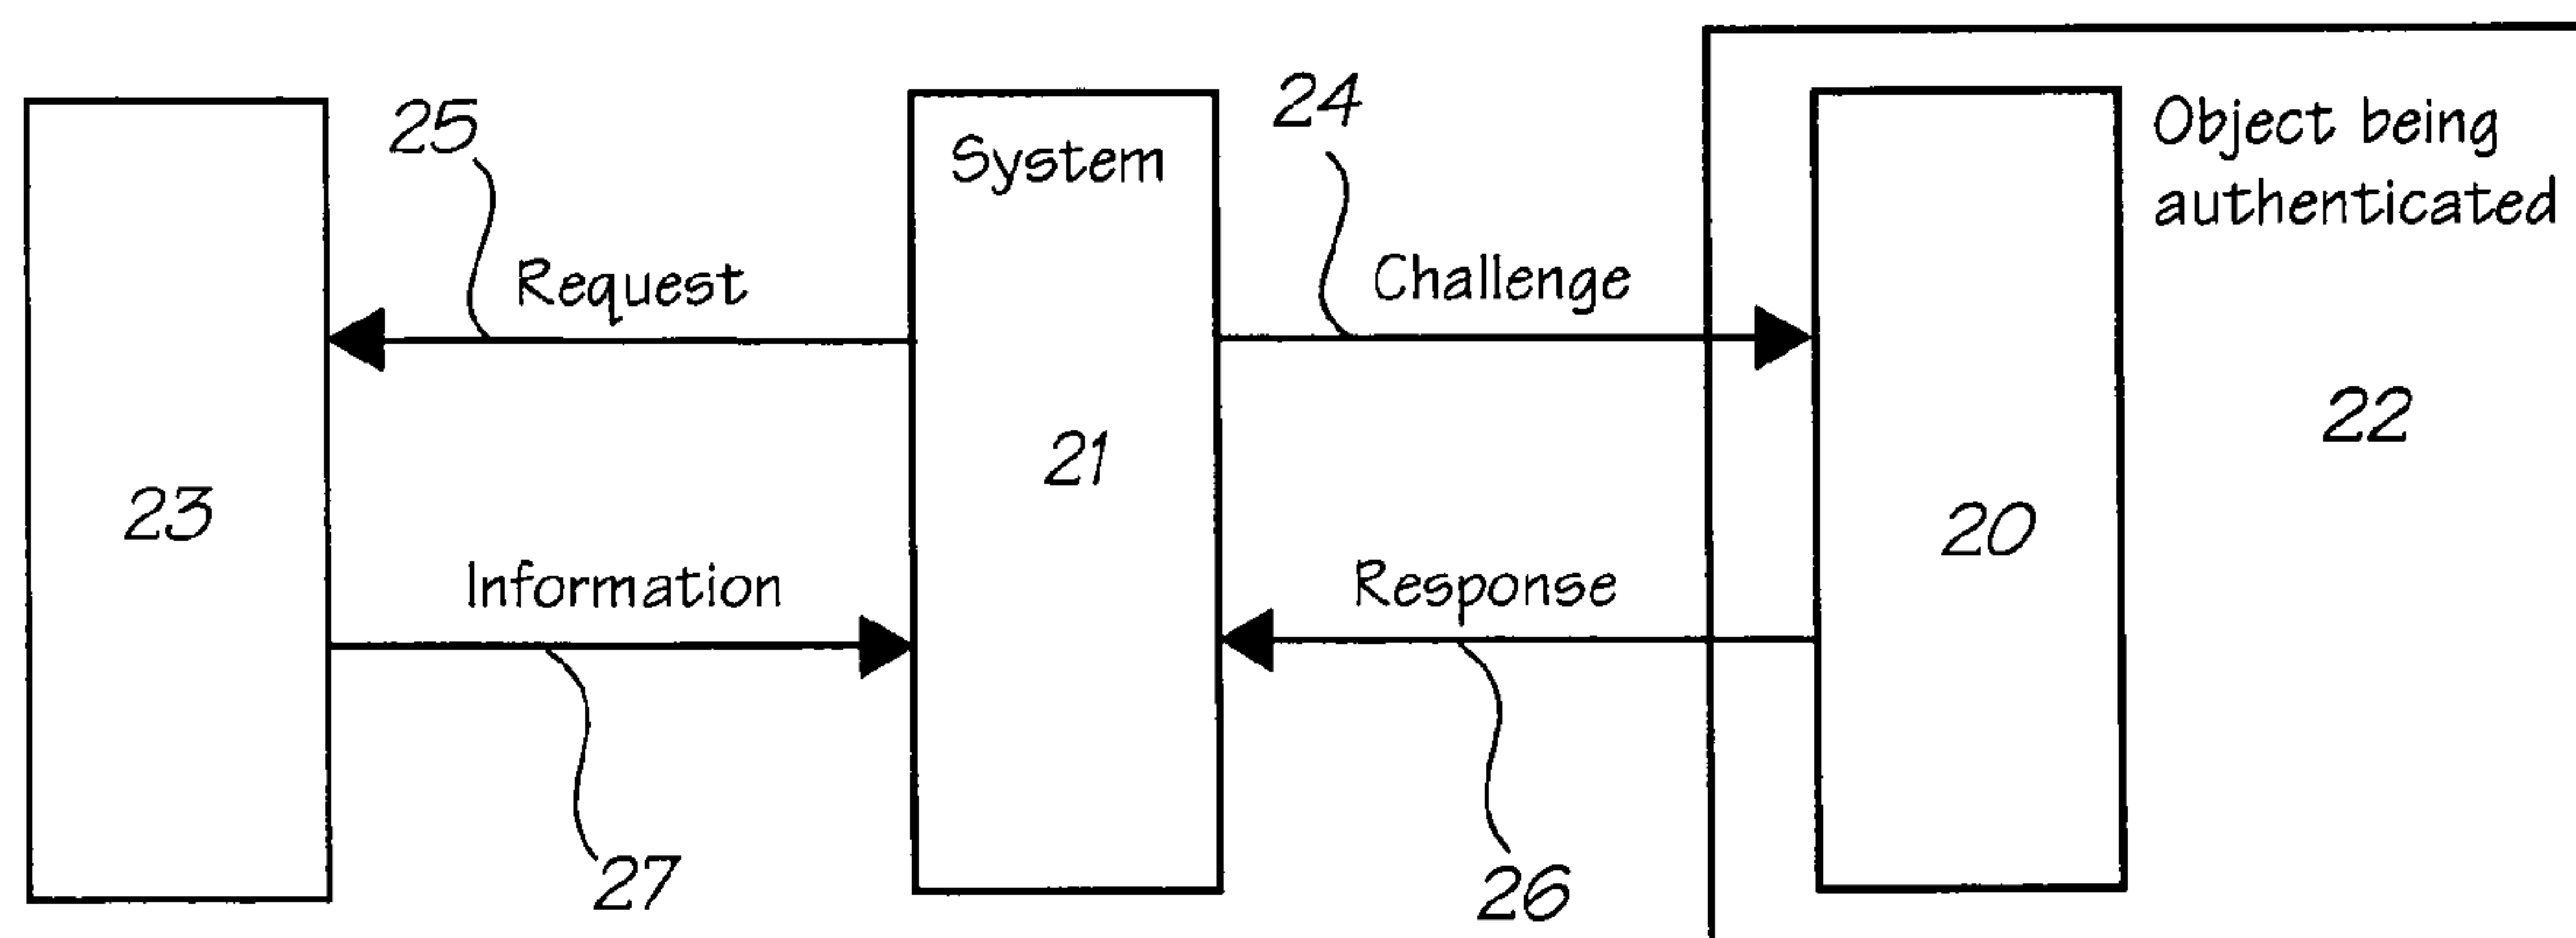 25
24
System
Object being
authenticated
Request
Challenge
22
21
23
20
Information
Response
27
26